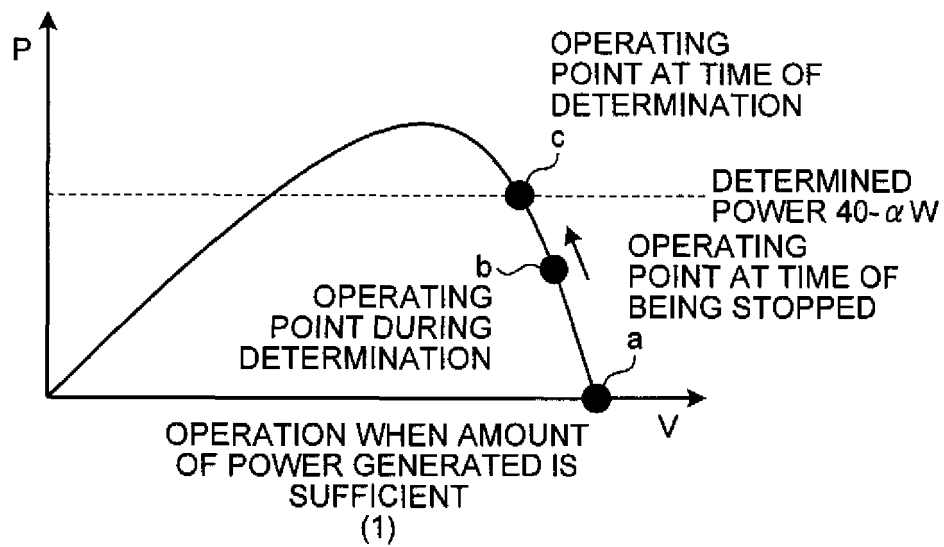 P
OPERATING
POINT AT TIME OF
DETERMINATION
c
DETERMINED
POWER 40-αW
b
OPERATING
POINT AT TIME OF
BEING STOPPED
OPERATING
POINT DURING
DETERMINATION
a
V
OPERATION WHEN AMOUNT
OF POWER GENERATED IS
SUFFICIENT
(1)